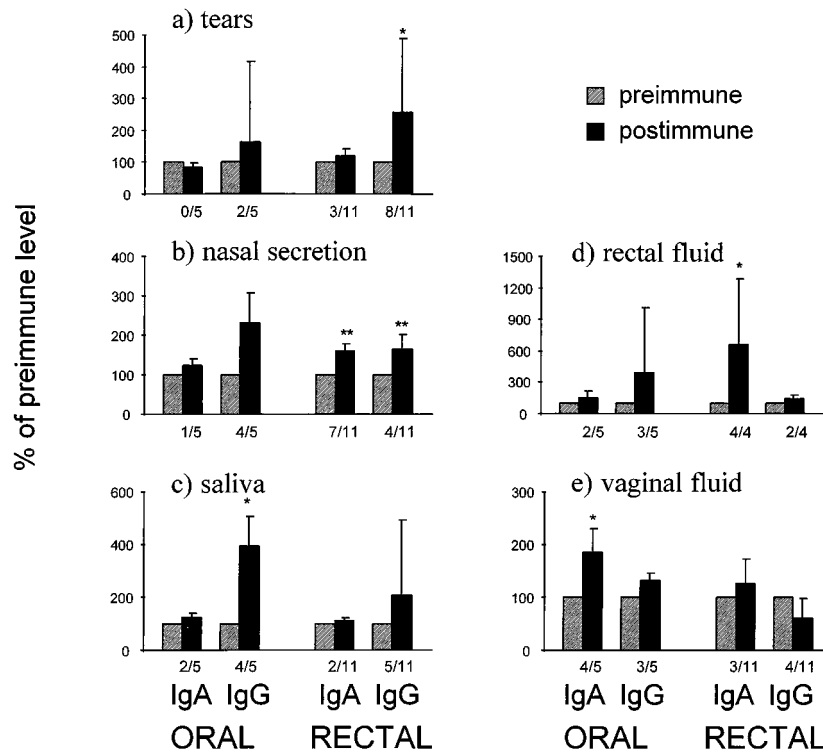 a) tears
500
400
300
200
100
0
*
0/5 2/5 3/11 8/11
preimmune
postimmune
% of preimmune level
b) nasal secretion
400
300
200
100
0
** **
1/5 4/5 7/11 4/11
d) rectal fluid
1500
1200
900
600
300
0
*
2/5 3/5 4/4 2/4
c) saliva
600
400
200
0
*
2/5 4/5 2/11 5/11
IgA IgG IgA IgG
ORAL RECTAL
e) vaginal fluid
300
200
100
0
*
4/5 3/5 3/11 4/11
IgA IgG IgA IgG
ORAL RECTAL